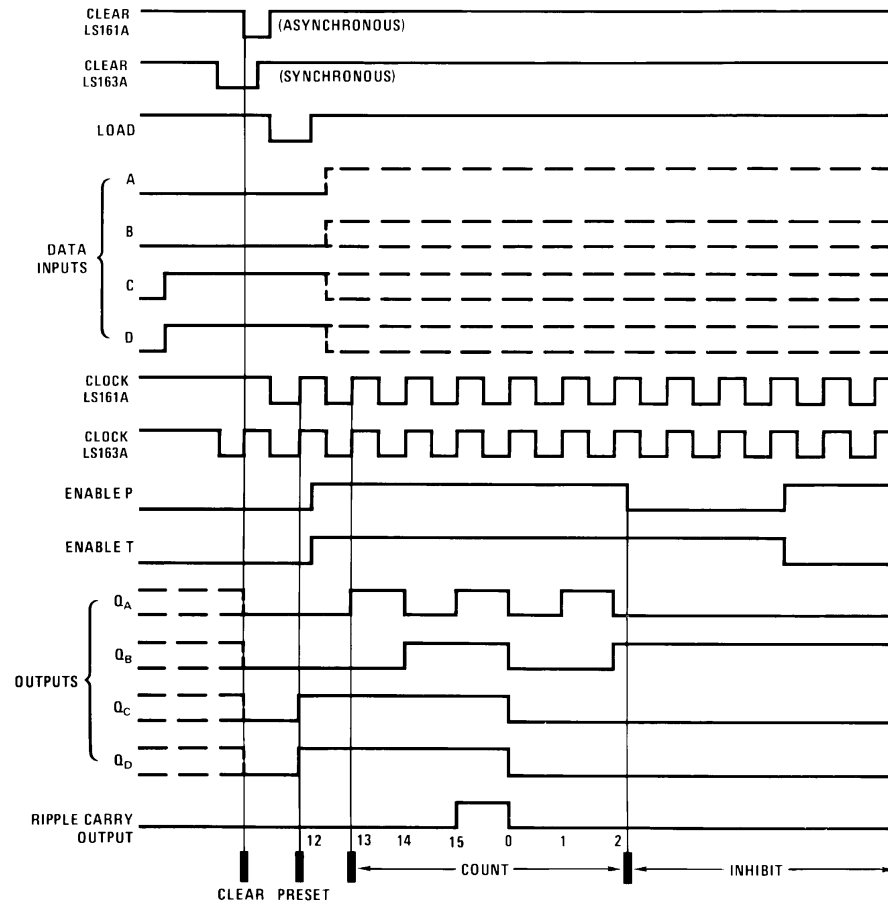 CLEAR
LS161A
(ASYNCHRONOUS)
CLEAR
LS163A
(SYNCHRONOUS)
LOAD
DATA
INPUTS
A
B
C
D
CLOCK
LS161A
CLOCK
LS163A
ENABLE P
ENABLE T
OUTPUTS
QA
QB
QC
QD
RIPPLE CARRY
OUTPUT
12 13 14 15 0 1 2
COUNT
INHIBIT
CLEAR PRESET